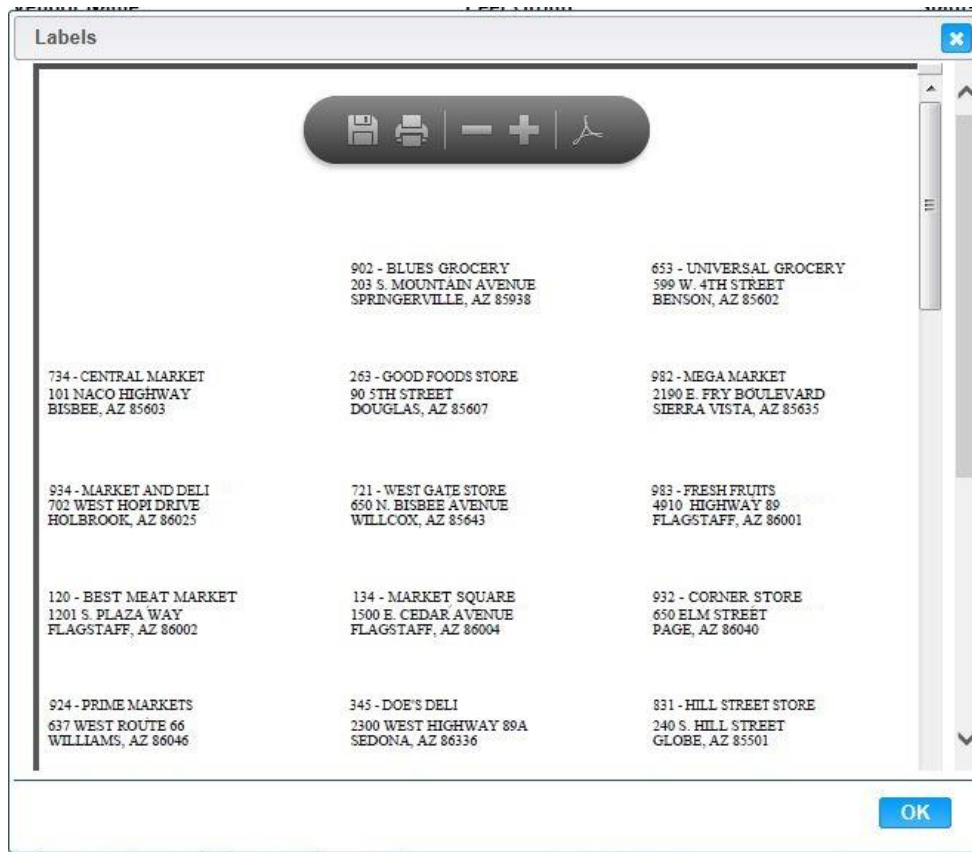 Vendor Name
Labels
902 - BLUES GROCERY
203 S. MOUNTAIN AVENUE
SPRINGERVILLE, AZ 85938
653 - UNIVERSAL GROCERY
599 W. 4TH STREET
BENSON, AZ 85602
734 - CENTRAL MARKET
101 NACO HIGHWAY
BISBEE, AZ 85603
263 - GOOD FOODS STORE
90 5TH STREET
DOUGLAS, AZ 85607
982 - MEGA MARKET
2190 E. FRY BOULEVARD
SIERRA VISTA, AZ 85635
934 - MARKET AND DELI
702 WEST HOPI DRIVE
HOLBROOK, AZ 86025
721 - WEST GATE STORE
650 N. BISBEE AVENUE
WILLCOX, AZ 85643
983 - FRESH FRUITS
4910 HIGHWAY 89
FLAGSTAFF, AZ 86001
120 - BEST MEAT MARKET
1201 S. PLAZA WAY
FLAGSTAFF, AZ 86002
134 - MARKET SQUARE
1500 E. CEDAR AVENUE
FLAGSTAFF, AZ 86004
932 - CORNER STORE
650 ELM STREET
PAGE, AZ 86040
924 - PRIME MARKETS
637 WEST ROUTE 66
WILLIAMS, AZ 86046
345 - DOE'S DELI
2300 WEST HIGHWAY 89A
SEDONA, AZ 86336
831 - HILL STREET STORE
240 S. HILL STREET
GLOBE, AZ 85501
OK